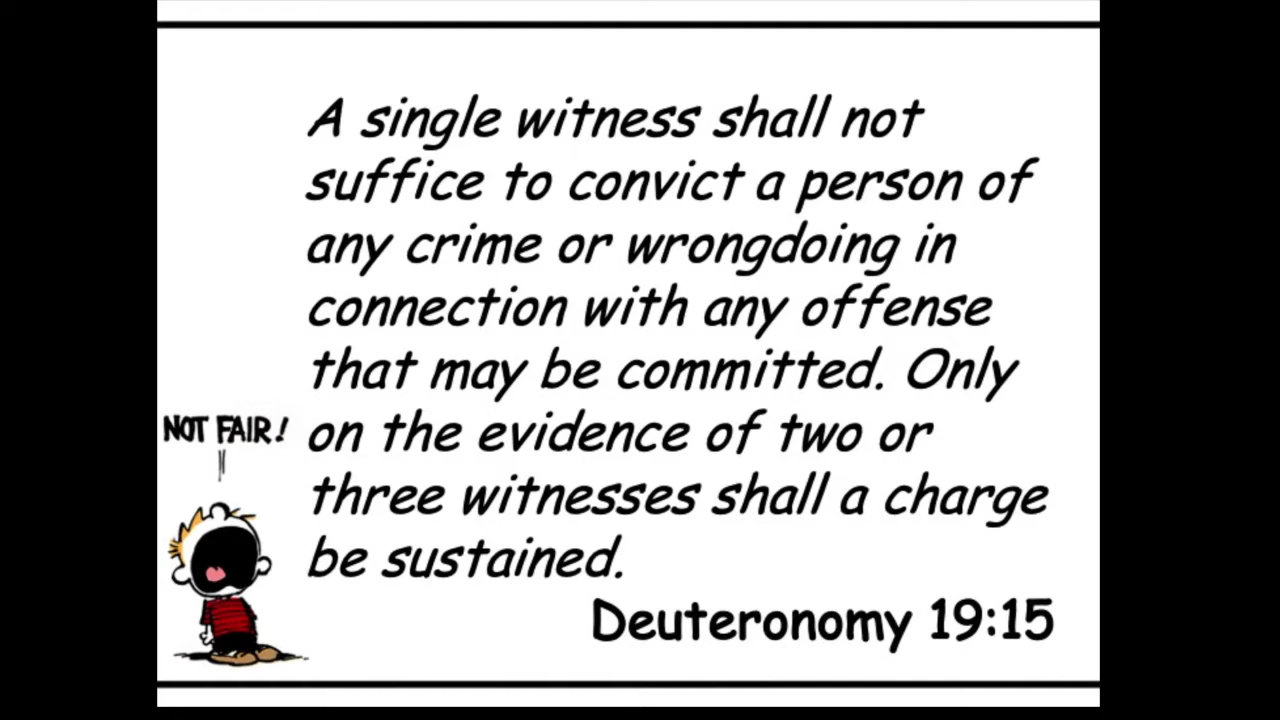 A single witness shall not
suffice to convict a person of
any crime or wrongdoing in
connection with any offense
that may be committed. Only
on the evidence of two or
three witnesses shall a charge
be sustained.
Deuteronomy 19:15
NOT FAIR!